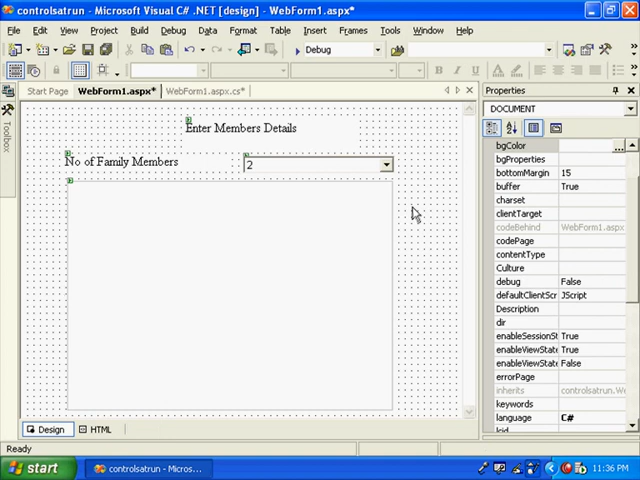 controlsatrun - Microsoft Visual C# .NET [design] - WebForm1.aspx*
File Edit View Project Build Debug Data Format Table Insert Frames Tools Window Help
Debug
Start Page WebForm1.aspx* WebForm1.aspx.cs*
Toolbox
Enter Members Details
No of Family Members 2
Properties
DOCUMENT
bgColor
bgProperties
bottomMargin 15
buffer True
charset
clientTarget
codeBehind WebForm1.aspx
codePage
contentType
Culture
debug False
defaultClientScr JScript
Description
dir
enableSessionSt True
enableViewState True
enableViewState False
errorPage
inherits controlsatrun.We
keywords
language C#
Design HTML
Ready
start controlsatrun - Micros... 11:36 PM